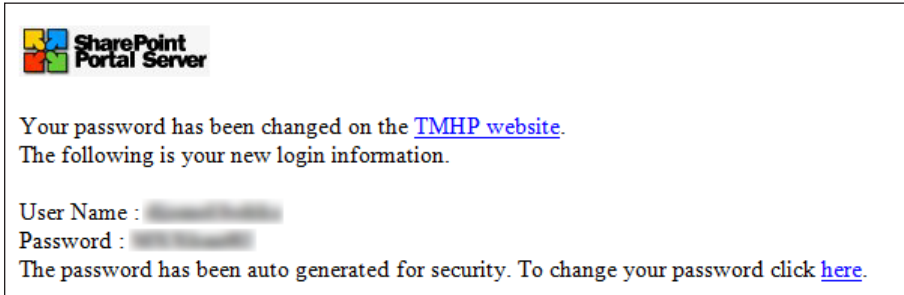 SharePoint
Portal Server
Your password has been changed on the TMHP website.
The following is your new login information.
User Name :
Password :
The password has been auto generated for security. To change your password click here.